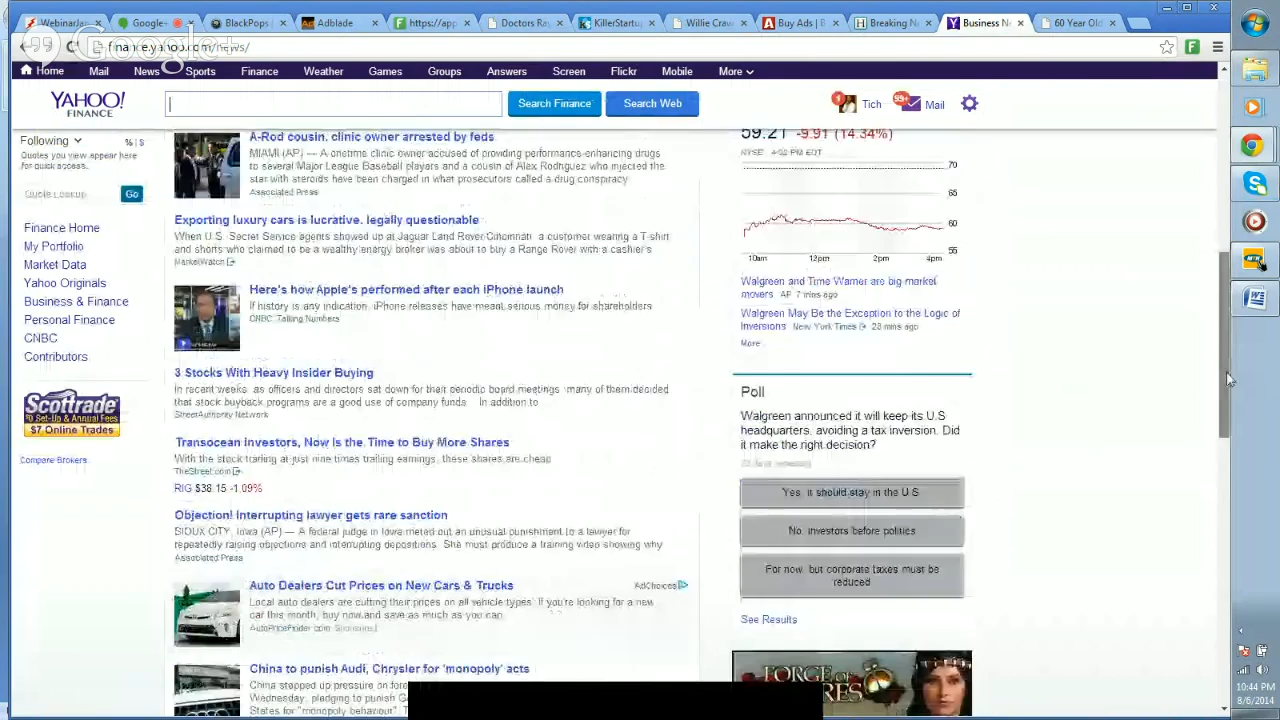 WebinarJam
Google+
BlackPops
Adblade
https://app
Doctors Ray
KillerStartup
Willie Craw
Buy Ads | B
Breaking N
Business Ne
60 Year Old
finance.yahoo.com/news/
Google+
Home Mail News Sports Finance Weather Games Groups Answers Screen Flickr Mobile More
YAHOO! FINANCE
Search Finance
Search Web
1 Tich
99+ Mail
Following
% | $
Quotes you view appear here
for quick access.
Quote Lookup
Go
Finance Home
My Portfolio
Market Data
Yahoo Originals
Business & Finance
Personal Finance
CNBC
Contributors
Scottrade
$0 Set-Up & Annual Fees
$7 Online Trades
Compare Brokers
A-Rod cousin, clinic owner arrested by feds
MIAMI (AP) — A onetime clinic owner accused of providing performance-enhancing drugs
to several Major League Baseball players and a cousin of Alex Rodriguez who injected the
star with steroids have been charged in what prosecutors called a drug conspiracy
Associated Press
Exporting luxury cars is lucrative, legally questionable
When U.S. Secret Service agents showed up at Jaguar Land Rover Cincinnati, a customer wearing a T-shirt
and shorts who claimed to be a wealthy energy broker was about to buy a Range Rover with a cashier's
MarketWatch
Here's how Apple's performed after each iPhone launch
If history is any indication, iPhone releases have meant serious money for shareholders
CNBC: Talking Numbers
3 Stocks With Heavy Insider Buying
In recent weeks, as officers and directors sat down for their periodic board meetings, many of them decided
that stock buyback programs are a good use of company funds. In addition to
StreetAuthority Network
Transocean Investors, Now Is the Time to Buy More Shares
With the stock trading at just nine times trailing earnings, these shares are cheap
TheStreet.com
RIG $38.15 -1.09%
Objection! Interrupting lawyer gets rare sanction
SIOUX CITY, Iowa (AP) — A federal judge in Iowa meted out an unusual punishment to a lawyer for
repeatedly raising objections and interrupting depositions. She must produce a training video showing why
Associated Press
Auto Dealers Cut Prices on New Cars & Trucks
AdChoices
Local auto dealers are cutting their prices on all vehicle types. If you're looking for a new
car this month, buy now and save as much as you can.
AutoPriceFinder.com Sponsored
China to punish Audi, Chrysler for 'monopoly' acts
China stepped up pressure on
Wednesday, pledging to punish
States for "monopoly behaviour"
59.21 -9.91 (14.34%)
NYSE 4:02 PM EDT
70
65
60
55
10am 12pm 2pm 4pm
Walgreen and Time Warner are big market
movers AP 7 mins ago
Walgreen May Be the Exception to the Logic of
Inversions New York Times 28 mins ago
More
Poll
Walgreen announced it will keep its U.S
headquarters, avoiding a tax inversion. Did
it make the right decision?
Yes, it should stay in the U.S
No, investors before politics
For now, but corporate taxes must be
reduced
See Results
FORGE OF
10:44 PM
8/6/2014